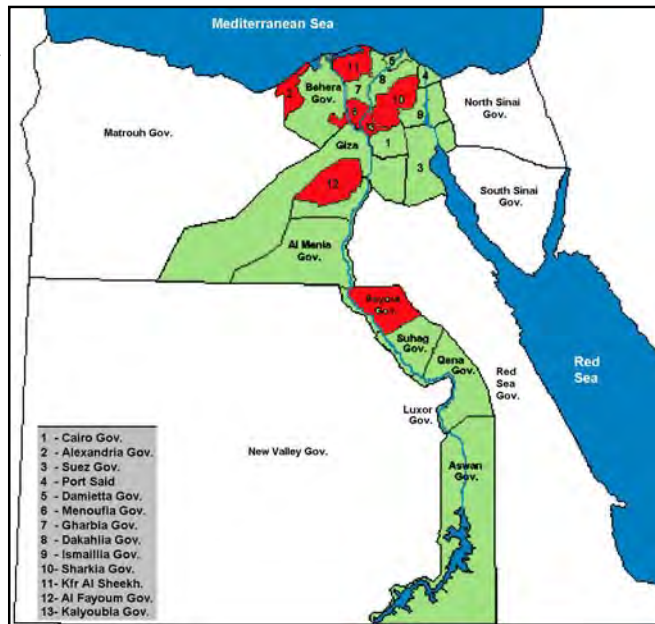 Mediterranean Sea
11
5
8
4
2
Behera
Gov.
7
10
North Sinai
Gov.
6
9
Matrouh Gov.
Giza
1
3
12
South Sinai
Gov.
Al Menia
Gov.
Gov.
Suhag
Gov.
Qena
Gov.
Red
Sea
Gov.
Red
Sea
Luxor
Gov.
New Valley Gov.
Aswan
Gov.
1 - Cairo Gov.
2 - Alexandria Gov.
3 - Suez Gov.
4 - Port Said
5 - Damietta Gov.
6 - Menoufia Gov.
7 - Gharbia Gov.
8 - Dakahlia Gov.
9 - Ismaillia Gov.
10- Sharkia Gov.
11- Kfr Al Sheekh.
12- Al Fayoum Gov.
13- Kalyoubia Gov.